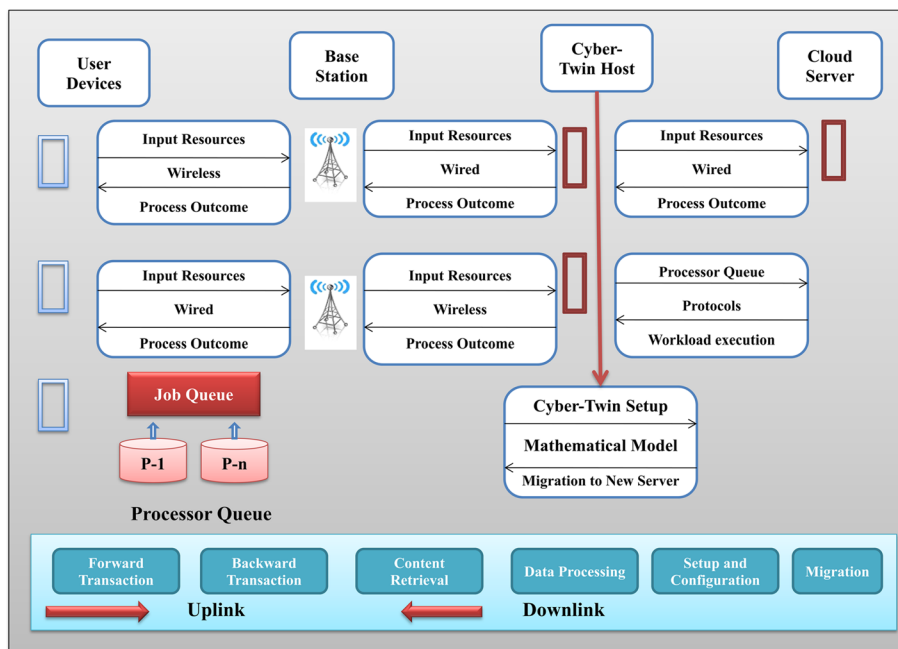 User
Devices
Base
Station
Cyber-
Twin Host
Cloud
Server
Input Resources
Wireless
Process Outcome
Input Resources
Wired
Process Outcome
Input Resources
Wired
Process Outcome
Input Resources
Wired
Process Outcome
Input Resources
Wireless
Process Outcome
Processor Queue
Protocols
Workload execution
Job Queue
P-1
P-n
Processor Queue
Cyber-Twin Setup
Mathematical Model
Migration to New Server
Forward
Transaction
Backward
Transaction
Content
Retrieval
Data Processing
Setup and
Configuration
Migration
Uplink
Downlink